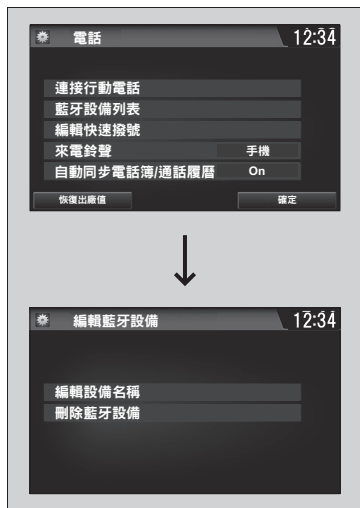 電話 12:34
連接行動電話
藍牙設備列表
編輯快速撥號
來電鈴聲 手機
自動同步電話簿/通話履曆 On
恢復出廠值 確定
編輯藍牙設備 12:34
編輯設備名稱
刪除藍牙設備